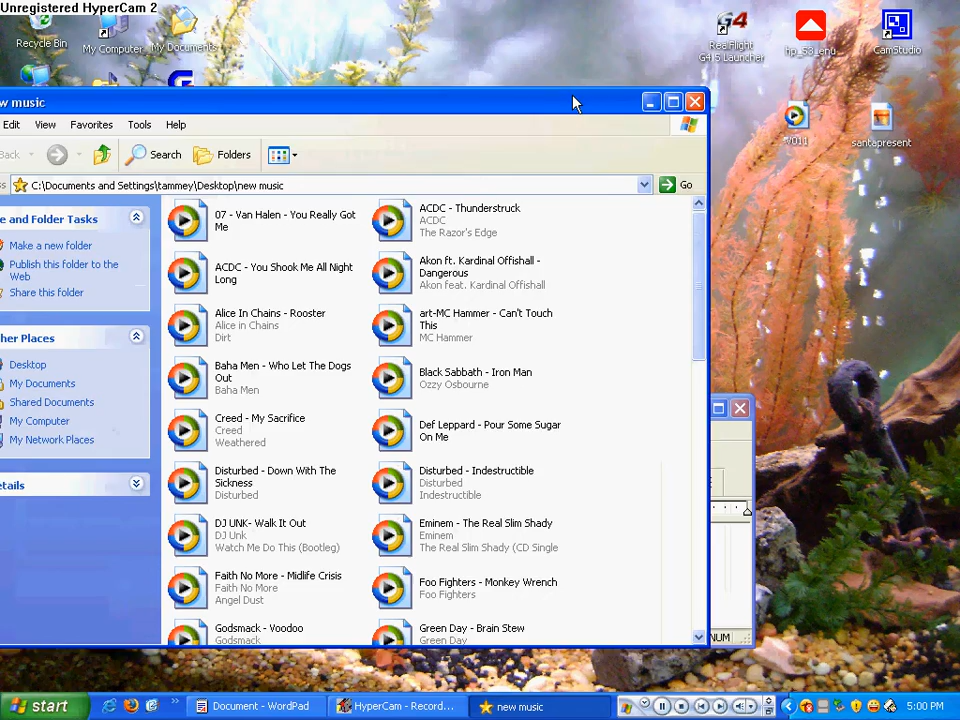 Unregistered HyperCam 2
Recycle Bin
My Computer
My Documents
G4
Real Flight
G4.5 Launcher
hp_53_enu
CamStudio
V011
santapresent
ew music
Edit View Favorites Tools Help
Back Search Folders
C:\Documents and Settings\tammey\Desktop\new music Go
e and Folder Tasks
Make a new folder
Publish this folder to the
Web
Share this folder
her Places
Desktop
My Documents
Shared Documents
My Computer
My Network Places
etails
07 - Van Halen - You Really Got
Me
ACDC - Thunderstruck
ACDC
The Razor's Edge
ACDC - You Shook Me All Night
Long
Akon ft. Kardinal Offishall -
Dangerous
Akon feat. Kardinal Offishall
Alice In Chains - Rooster
Alice in Chains
Dirt
art-MC Hammer - Can't Touch
This
MC Hammer
Baha Men - Who Let The Dogs
Out
Baha Men
Black Sabbath - Iron Man
Ozzy Osbourne
Creed - My Sacrifice
Creed
Weathered
Def Leppard - Pour Some Sugar
On Me
Disturbed - Down With The
Sickness
Disturbed
Disturbed - Indestructible
Disturbed
Indestructible
DJ UNK- Walk It Out
DJ Unk
Watch Me Do This (Bootleg)
Eminem - The Real Slim Shady
Eminem
The Real Slim Shady (CD Single
Faith No More - Midlife Crisis
Faith No More
Angel Dust
Foo Fighters - Monkey Wrench
Foo Fighters
Godsmack - Voodoo
Godsmack
Green Day - Brain Stew
Green Day
NUM
start
Document - WordPad
HyperCam - Record...
new music
5:00 PM